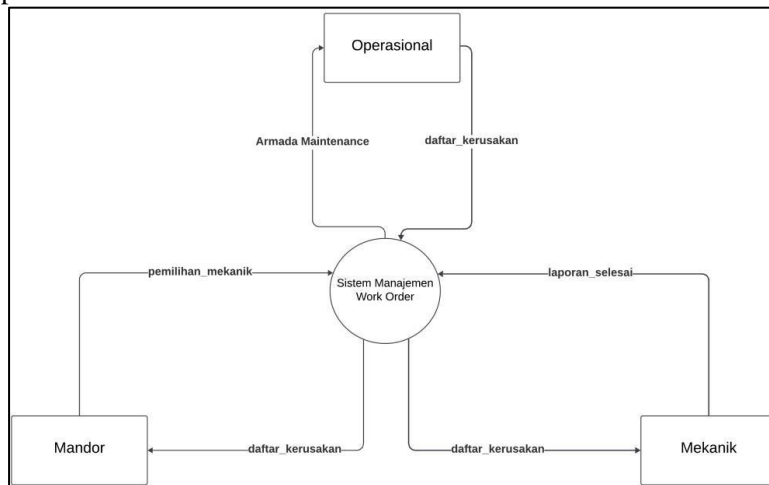 Operasional
Armada Maintenance
daftar_kerusakan
pemilihan_mekanik
laporan_selesai
Sistem Manajemen
Work Order
Mandor
daftar_kerusakan
daftar_kerusakan
Mekanik